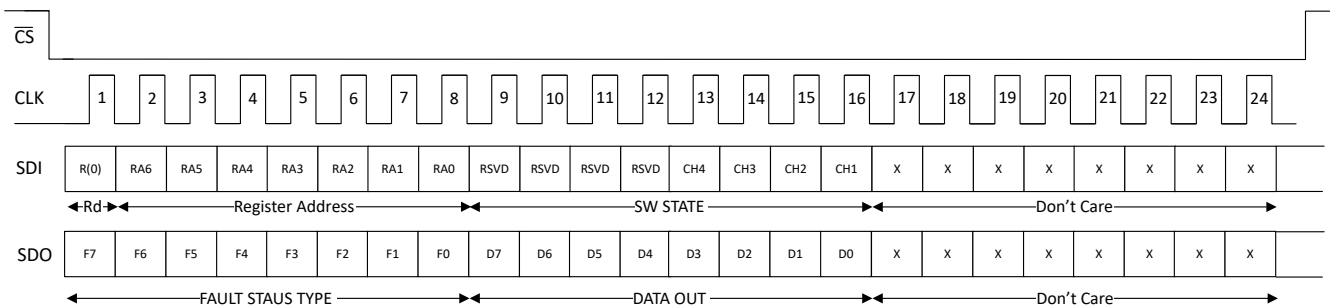 CS
CLK 1 2 3 4 5 6 7 8 9 10 11 12 13 14 15 16 17 18 19 20 21 22 23 24
SDI R(0) RA6 RA5 RA4 RA3 RA2 RA1 RA0 RSVD RSVD RSVD RSVD CH4 CH3 CH2 CH1 X X X X X X X X
Rd Register Address SW STATE Don't Care
SDO F7 F6 F5 F4 F3 F2 F1 F0 D7 D6 D5 D4 D3 D2 D1 D0 X X X X X X X X
FAULT STAUS TYPE DATA OUT Don't Care